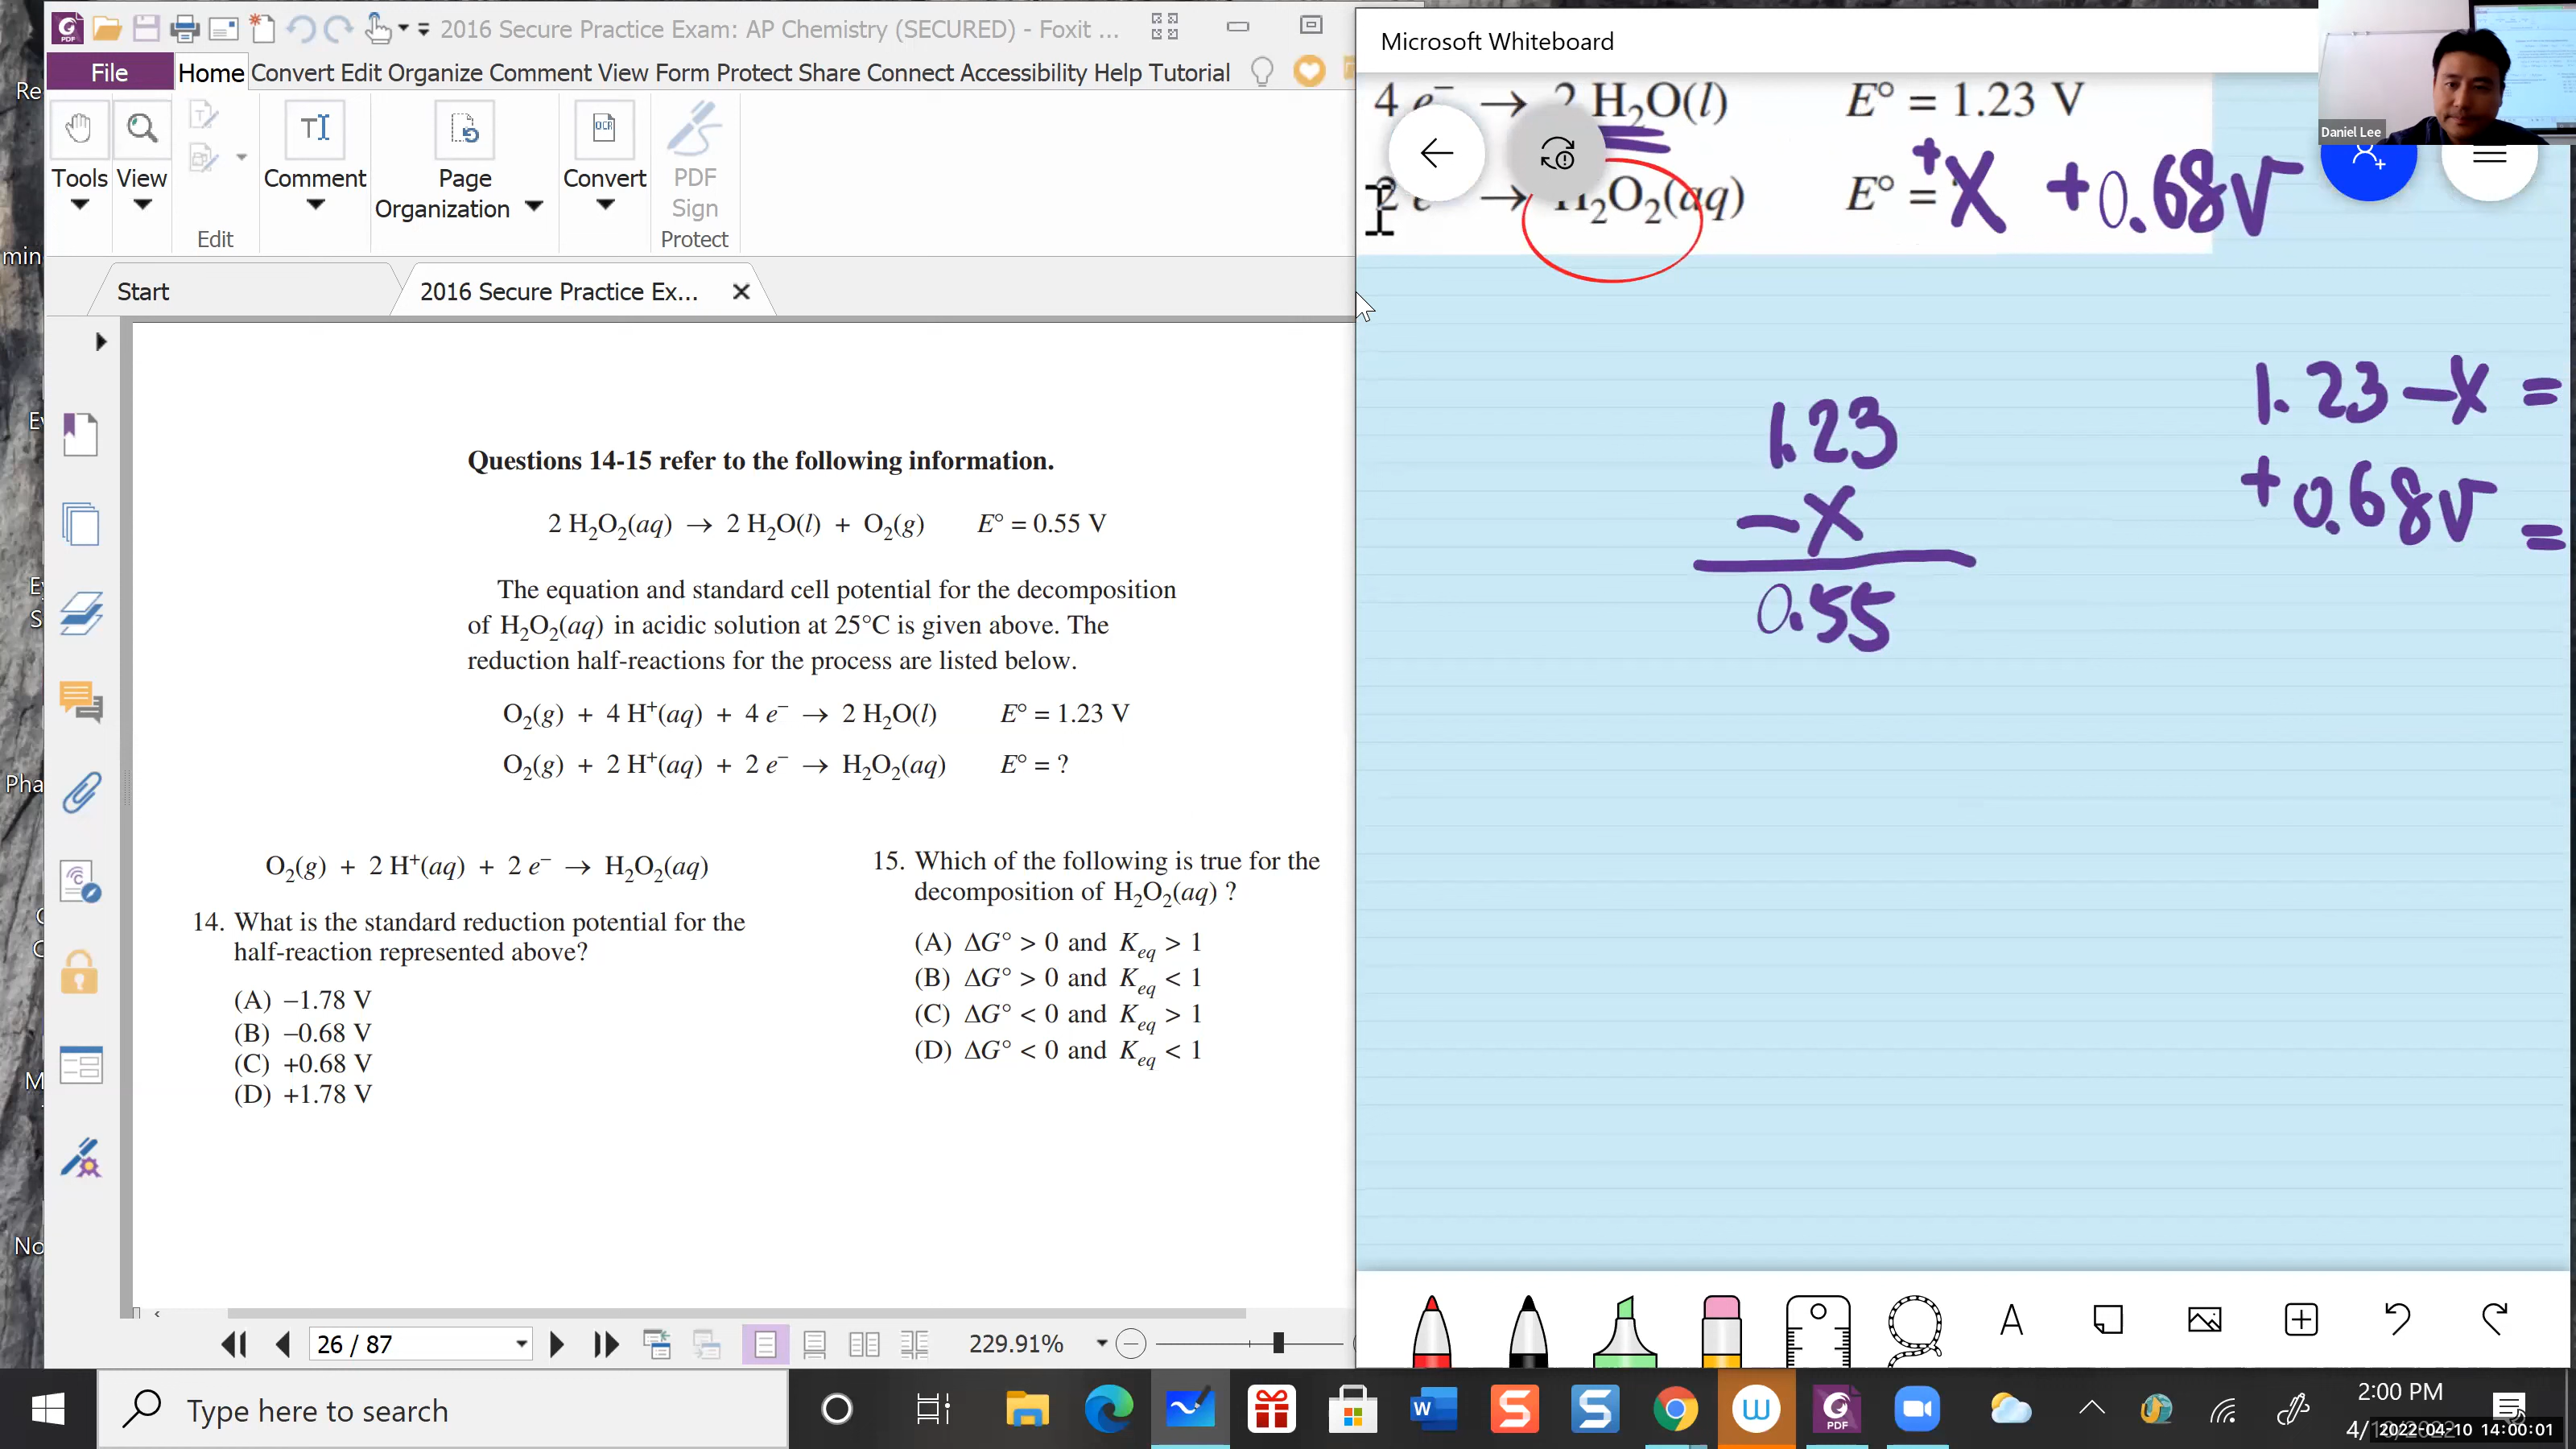 2016 Secure Practice Exam: AP Chemistry (SECURED) - Foxit ...
File Home Convert Edit Organize Comment View Form Protect Share Connect Accessibility Help Tutorial
Tools
View
Edit
Comment
Page Organization
Convert
PDF Sign
Protect
Start
2016 Secure Practice Ex...
Questions 14-15 refer to the following information.
2 H₂O₂(aq) → 2 H₂O(l) + O₂(g) E° = 0.55 V
The equation and standard cell potential for the decomposition
of H₂O₂(aq) in acidic solution at 25°C is given above. The
reduction half-reactions for the process are listed below.
O₂(g) + 4 H⁺(aq) + 4 e⁻ → 2 H₂O(l) E° = 1.23 V
O₂(g) + 2 H⁺(aq) + 2 e⁻ → H₂O₂(aq) E° = ?
O₂(g) + 2 H⁺(aq) + 2 e⁻ → H₂O₂(aq)
14. What is the standard reduction potential for the
half-reaction represented above?
(A) −1.78 V
(B) −0.68 V
(C) +0.68 V
(D) +1.78 V
15. Which of the following is true for the
decomposition of H₂O₂(aq) ?
(A) ΔG° > 0 and Keq > 1
(B) ΔG° > 0 and Keq < 1
(C) ΔG° < 0 and Keq > 1
(D) ΔG° < 0 and Keq < 1
26 / 87
229.91%
Microsoft Whiteboard
4 e⁻ → 2 H₂O(l) E° = 1.23 V
2 e⁻ → H₂O₂(aq) E° = +X +0.68V
Daniel Lee
1.23
−X
0.55
1.23 −X =
+0.68V =
Type here to search
2:00 PM
2022-04-10 14:00:01